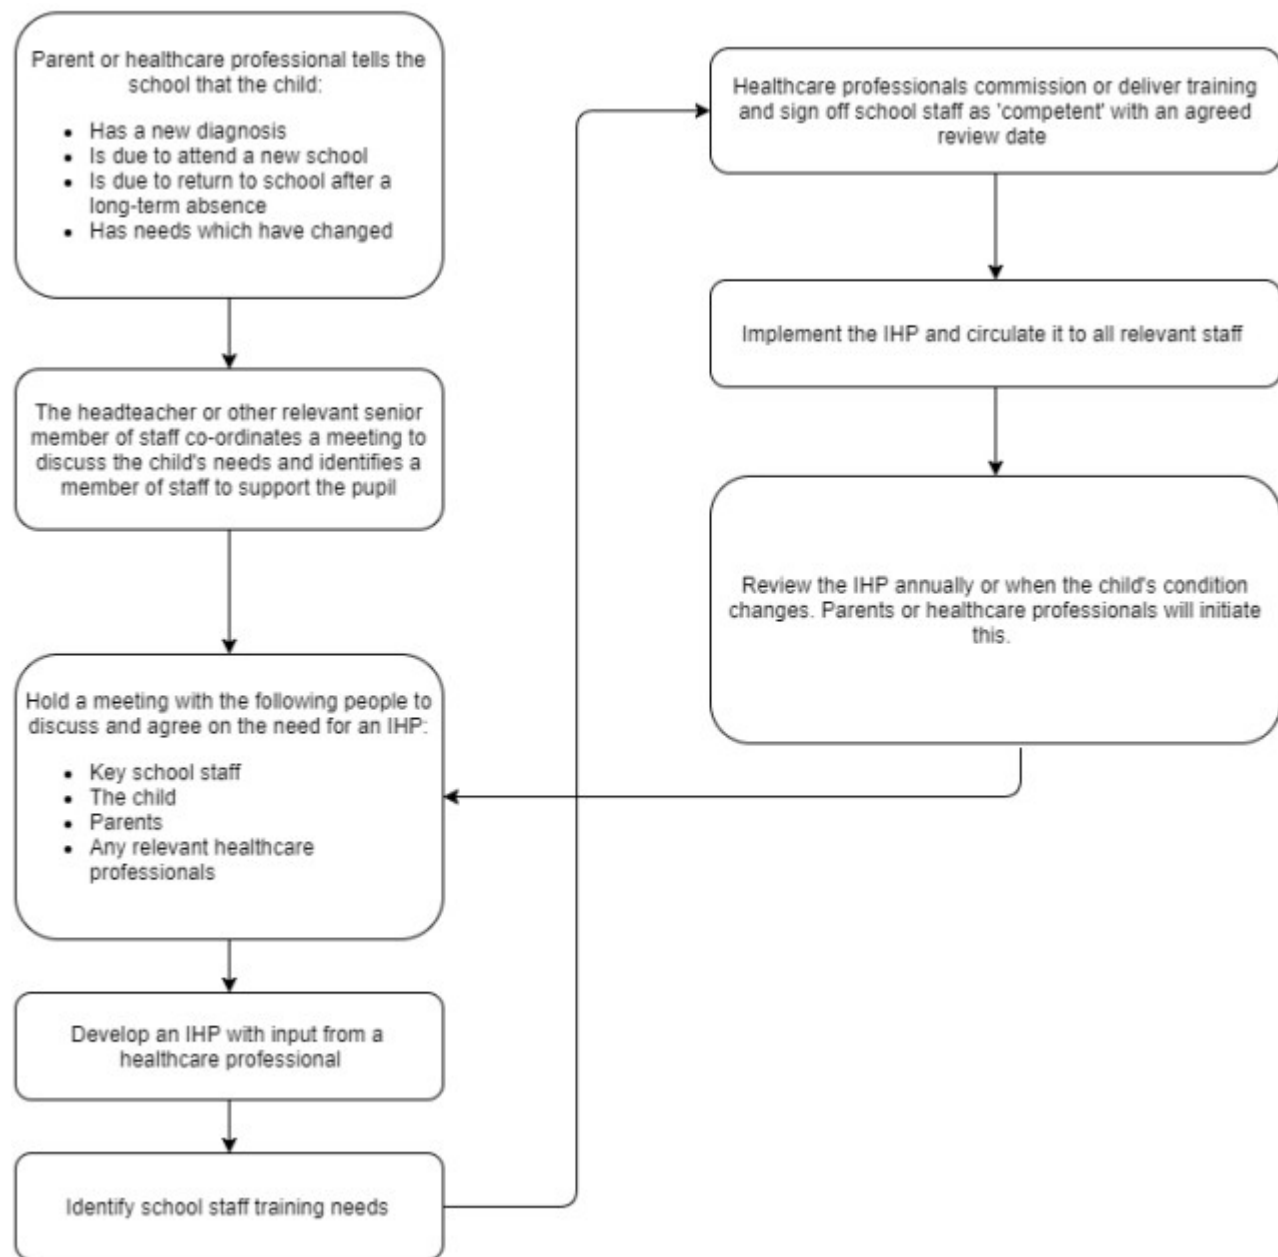 Parent or healthcare professional tells the
school that the child:
• Has a new diagnosis
• Is due to attend a new school
• Is due to return to school after a
long-term absence
• Has needs which have changed
The headteacher or other relevant senior
member of staff co-ordinates a meeting to
discuss the child's needs and identifies a
member of staff to support the pupil
Hold a meeting with the following people to
discuss and agree on the need for an IHP:
• Key school staff
• The child
• Parents
• Any relevant healthcare
professionals
Develop an IHP with input from a
healthcare professional
Identify school staff training needs
Healthcare professionals commission or deliver training
and sign off school staff as 'competent' with an agreed
review date
Implement the IHP and circulate it to all relevant staff
Review the IHP annually or when the child's condition
changes. Parents or healthcare professionals will initiate
this.